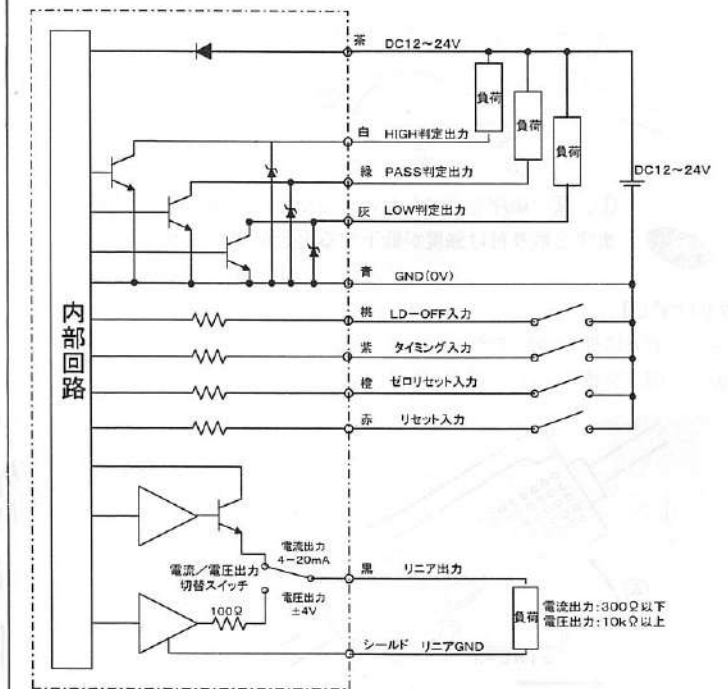 茶 DC12~24V
負荷
負荷
負荷
白 HIGH判定出力
緑 PASS判定出力
灰 LOW判定出力
DC12~24V
青 GND(0V)
内部回路
桃 LD-OFF入力
紫 タイミング入力
橙 ゼロリセット入力
赤 リセット入力
電流出力
4-20mA
電流/電圧出力
切替スイッチ
黒 リニア出力
電圧出力
±4V
100Ω
負荷
電流出力:300Ω以下
電圧出力:10kΩ以上
シールド リニアGND